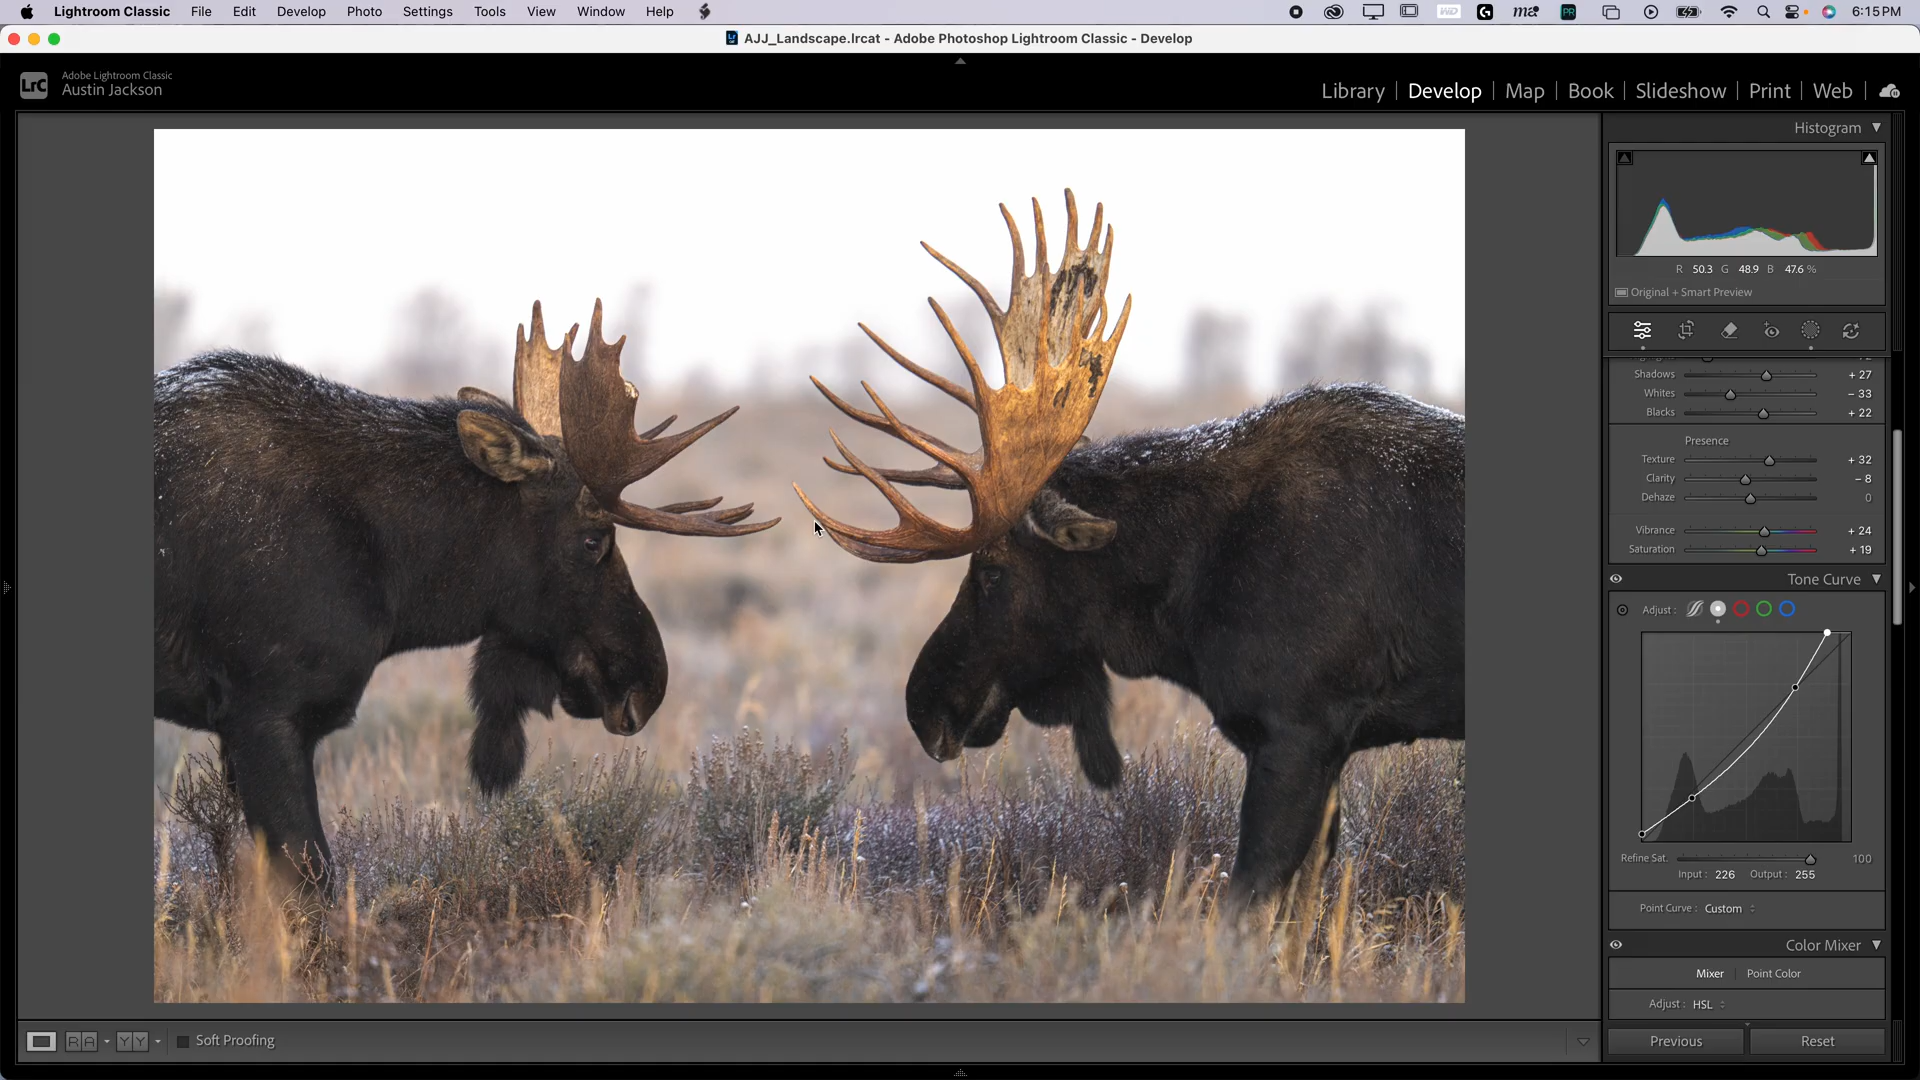 Lightroom Classic File Edit Develop Photo Settings Tools View Window Help
6:15 PM
AJJ_Landscape.lrcat - Adobe Photoshop Lightroom Classic - Develop
LrC
Adobe Lightroom Classic
Austin Jackson
Library | Develop | Map | Book | Slideshow | Print | Web
Histogram
R 50.3 G 48.9 B 47.6 %
Original + Smart Preview
Shadows + 27
Whites − 33
Blacks + 22
Presence
Texture + 32
Clarity − 8
Dehaze 0
Vibrance + 24
Saturation + 19
Tone Curve
Adjust :
Refine Sat. 100
Input : 226 Output : 255
Point Curve : Custom
Color Mixer
Mixer | Point Color
Adjust : HSL
Previous Reset
R A Y Y Soft Proofing